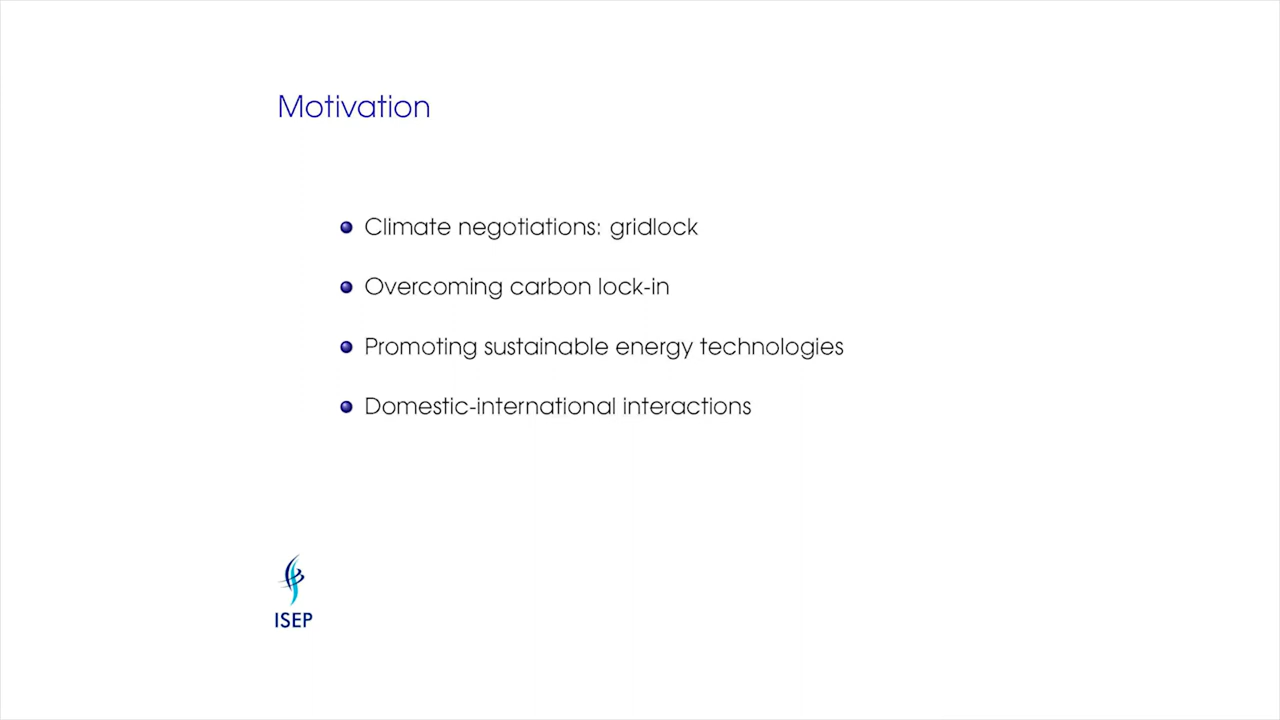 Motivation
Climate negotiations: gridlock
Overcoming carbon lock-in
Promoting sustainable energy technologies
Domestic-international interactions
ISEP